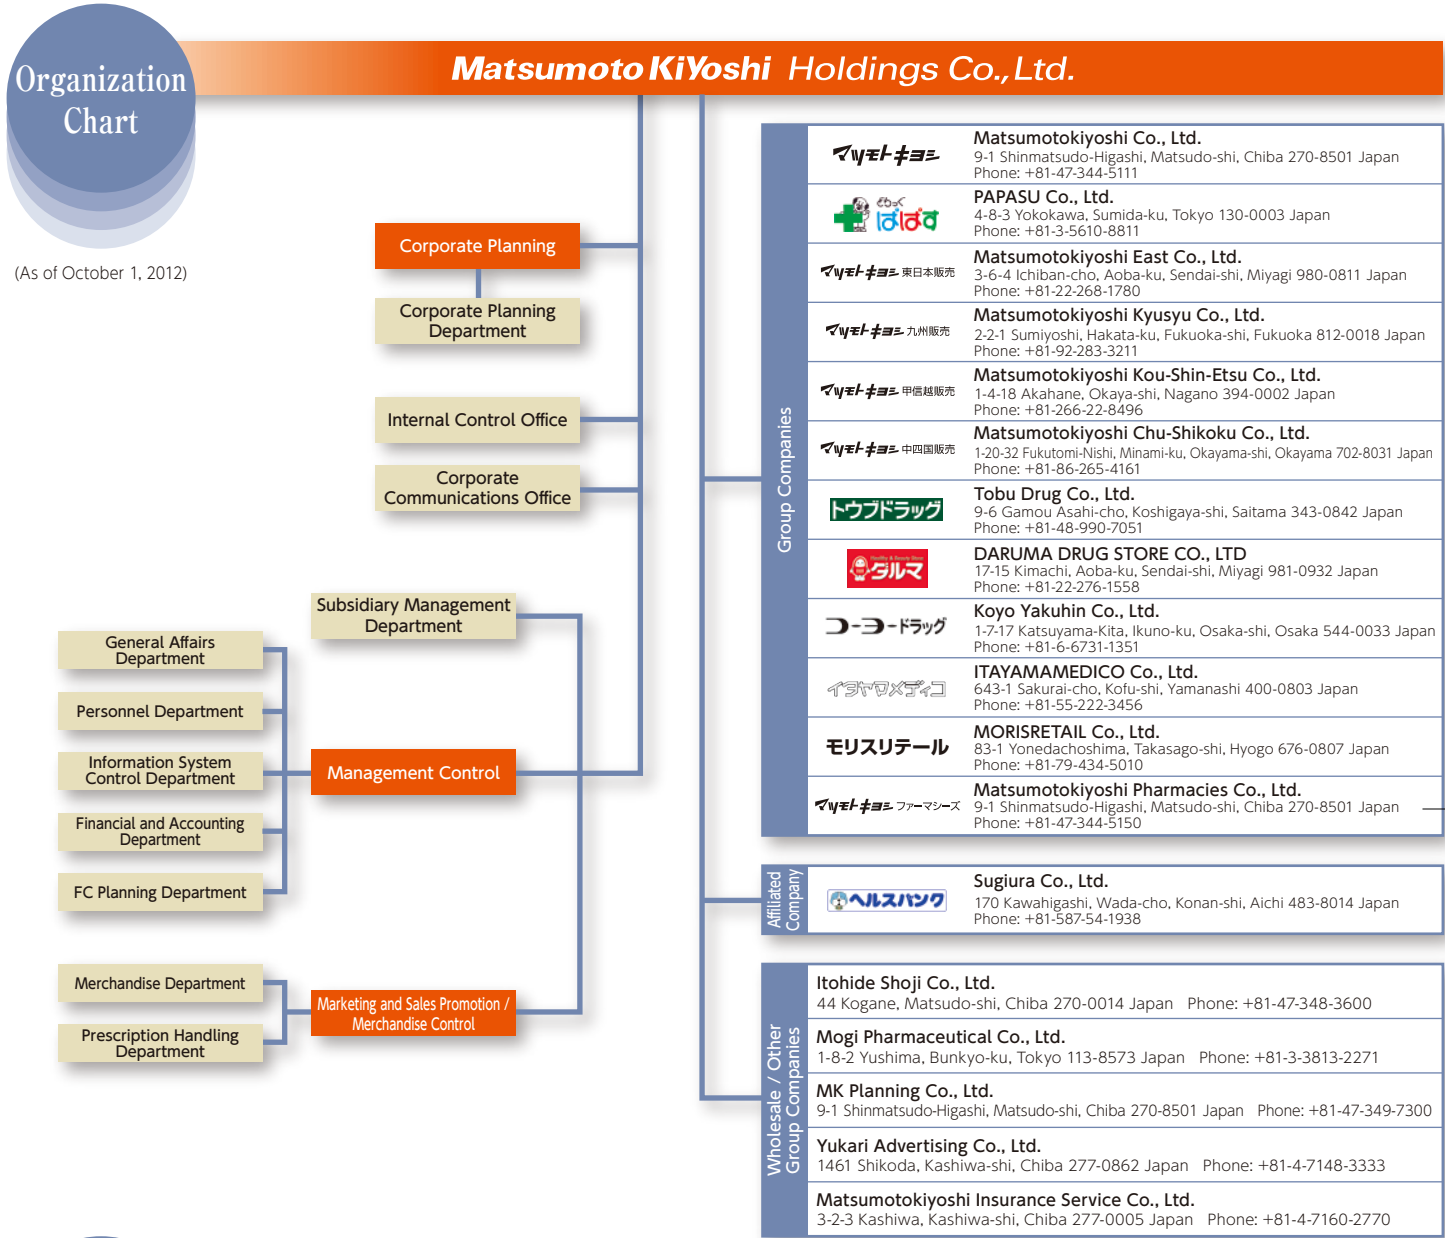 Organization
Chart
(As of October 1, 2012)
Matsumoto KiYoshi Holdings Co., Ltd.
Corporate Planning
Corporate Planning
Department
Internal Control Office
Corporate
Communications Office
Subsidiary Management
Department
General Affairs
Department
Personnel Department
Information System
Control Department
Management Control
Financial and Accounting
Department
FC Planning Department
Merchandise Department
Marketing and Sales Promotion /
Merchandise Control
Prescription Handling
Department
Group Companies
マツモトキヨシ
Matsumotokiyoshi Co., Ltd.
9-1 Shinmatsudo-Higashi, Matsudo-shi, Chiba 270-8501 Japan
Phone: +81-47-344-5111
どらっぐ
ぱぱす
PAPASU Co., Ltd.
4-8-3 Yokokawa, Sumida-ku, Tokyo 130-0003 Japan
Phone: +81-3-5610-8811
マツモトキヨシ 東日本販売
Matsumotokiyoshi East Co., Ltd.
3-6-4 Ichiban-cho, Aoba-ku, Sendai-shi, Miyagi 980-0811 Japan
Phone: +81-22-268-1780
マツモトキヨシ 九州販売
Matsumotokiyoshi Kyusyu Co., Ltd.
2-2-1 Sumiyoshi, Hakata-ku, Fukuoka-shi, Fukuoka 812-0018 Japan
Phone: +81-92-283-3211
マツモトキヨシ 甲信越販売
Matsumotokiyoshi Kou-Shin-Etsu Co., Ltd.
1-4-18 Akahane, Okaya-shi, Nagano 394-0002 Japan
Phone: +81-266-22-8496
マツモトキヨシ 中四国販売
Matsumotokiyoshi Chu-Shikoku Co., Ltd.
1-20-32 Fukutomi-Nishi, Minami-ku, Okayama-shi, Okayama 702-8031 Japan
Phone: +81-86-265-4161
トウブドラッグ
Tobu Drug Co., Ltd.
9-6 Gamou Asahi-cho, Koshigaya-shi, Saitama 343-0842 Japan
Phone: +81-48-990-7051
Healthy & Beauty Store
ダルマ
DARUMA DRUG STORE CO., LTD
17-15 Kimachi, Aoba-ku, Sendai-shi, Miyagi 981-0932 Japan
Phone: +81-22-276-1558
コーヨードラッグ
Koyo Yakuhin Co., Ltd.
1-7-17 Katsuyama-Kita, Ikuno-ku, Osaka-shi, Osaka 544-0033 Japan
Phone: +81-6-6731-1351
イタヤマメディコ
ITAYAMAMEDICO Co., Ltd.
643-1 Sakurai-cho, Kofu-shi, Yamanashi 400-0803 Japan
Phone: +81-55-222-3456
モリスリテール
MORISRETAIL Co., Ltd.
83-1 Yonedachoshima, Takasago-shi, Hyogo 676-0807 Japan
Phone: +81-79-434-5010
マツモトキヨシ ファーマシーズ
Matsumotokiyoshi Pharmacies Co., Ltd.
9-1 Shinmatsudo-Higashi, Matsudo-shi, Chiba 270-8501 Japan
Phone: +81-47-344-5150
Affiliated
Company
ヘルスバンク
Sugiura Co., Ltd.
170 Kawahigashi, Wada-cho, Konan-shi, Aichi 483-8014 Japan
Phone: +81-587-54-1938
Wholesale / Other
Group Companies
Itohide Shoji Co., Ltd.
44 Kogane, Matsudo-shi, Chiba 270-0014 Japan Phone: +81-47-348-3600
Mogi Pharmaceutical Co., Ltd.
1-8-2 Yushima, Bunkyo-ku, Tokyo 113-8573 Japan Phone: +81-3-3813-2271
MK Planning Co., Ltd.
9-1 Shinmatsudo-Higashi, Matsudo-shi, Chiba 270-8501 Japan Phone: +81-47-349-7300
Yukari Advertising Co., Ltd.
1461 Shikoda, Kashiwa-shi, Chiba 277-0862 Japan Phone: +81-4-7148-3333
Matsumotokiyoshi Insurance Service Co., Ltd.
3-2-3 Kashiwa, Kashiwa-shi, Chiba 277-0005 Japan Phone: +81-4-7160-2770